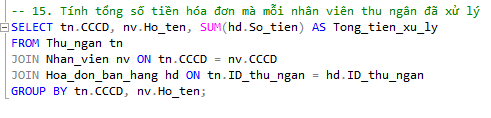 -- 15. Tính tổng số tiền hóa đơn mà mỗi nhân viên thu ngân đã xử lý
SELECT tn.CCCD, nv.Ho_ten, SUM(hd.So_tien) AS Tong_tien_xu_ly
FROM Thu_ngan tn
JOIN Nhan_vien nv ON tn.CCCD = nv.CCCD
JOIN Hoa_don_ban_hang hd ON tn.ID_thu_ngan = hd.ID_thu_ngan
GROUP BY tn.CCCD, nv.Ho_ten;